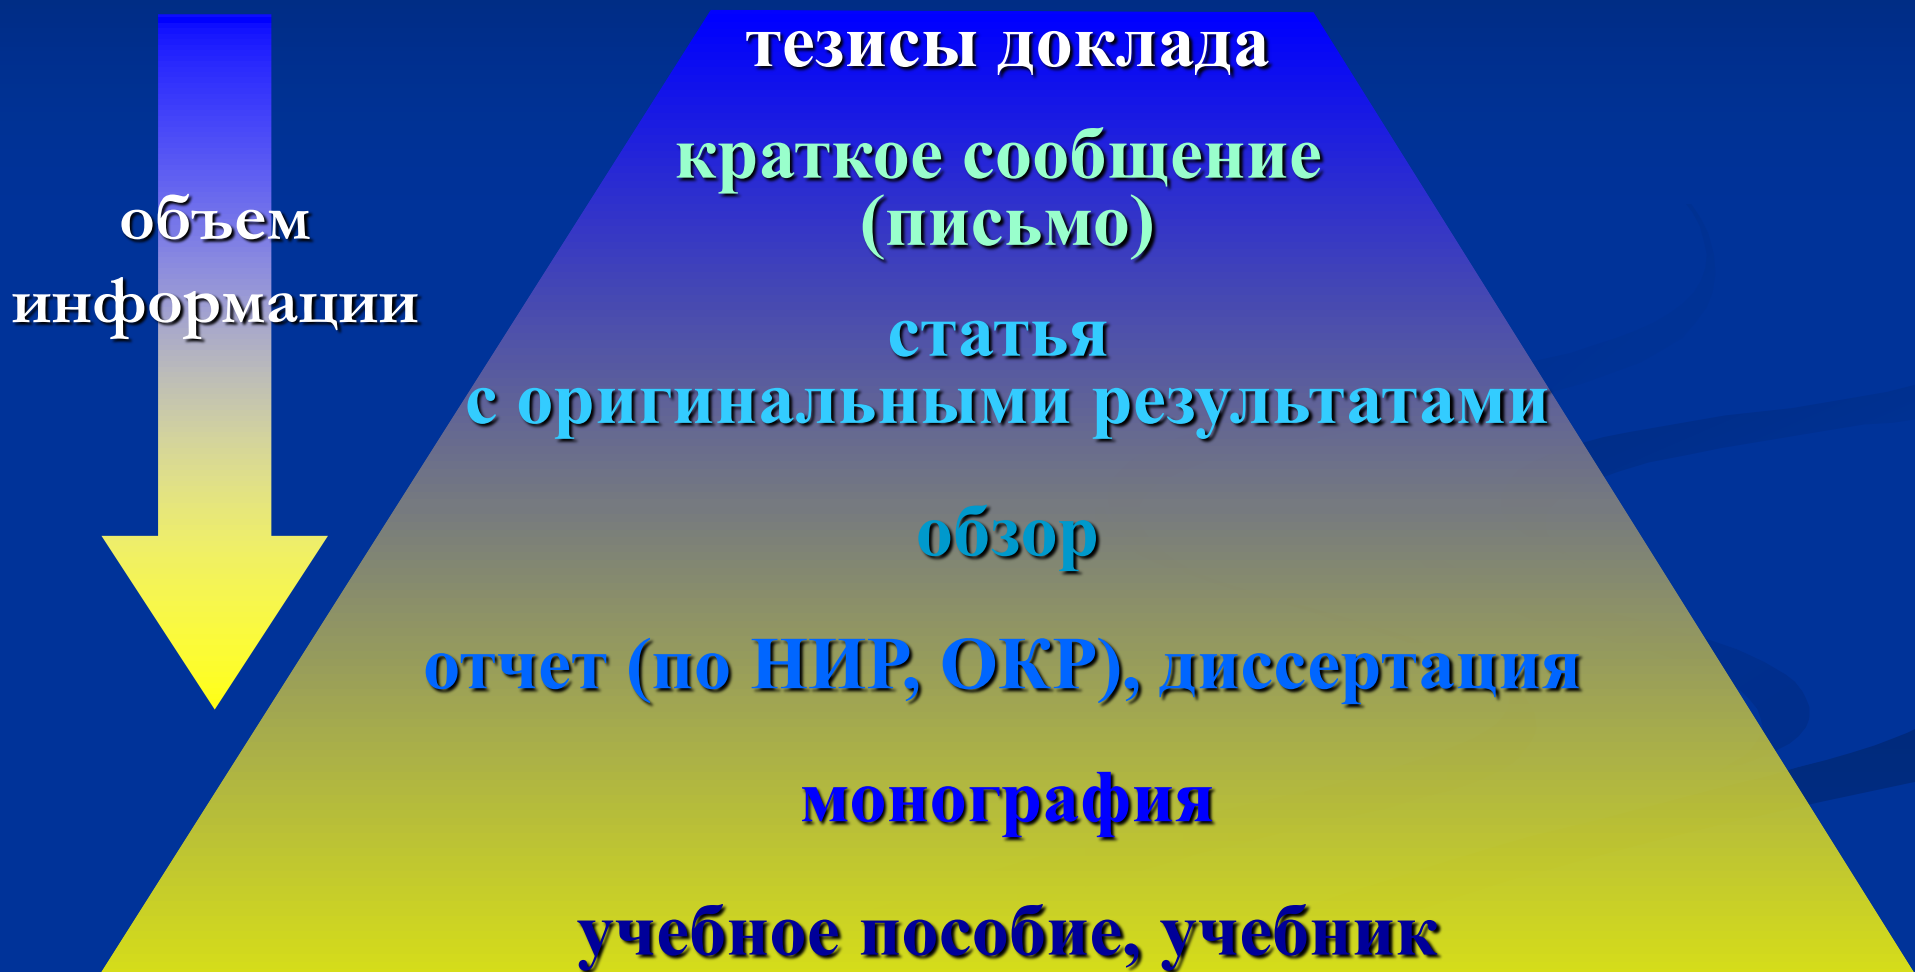 объем
информации
тезисы доклада
краткое сообщение
(письмо)
статья
с оригинальными результатами
обзор
отчет (по НИР, ОКР), диссертация
монография
учебное пособие, учебник